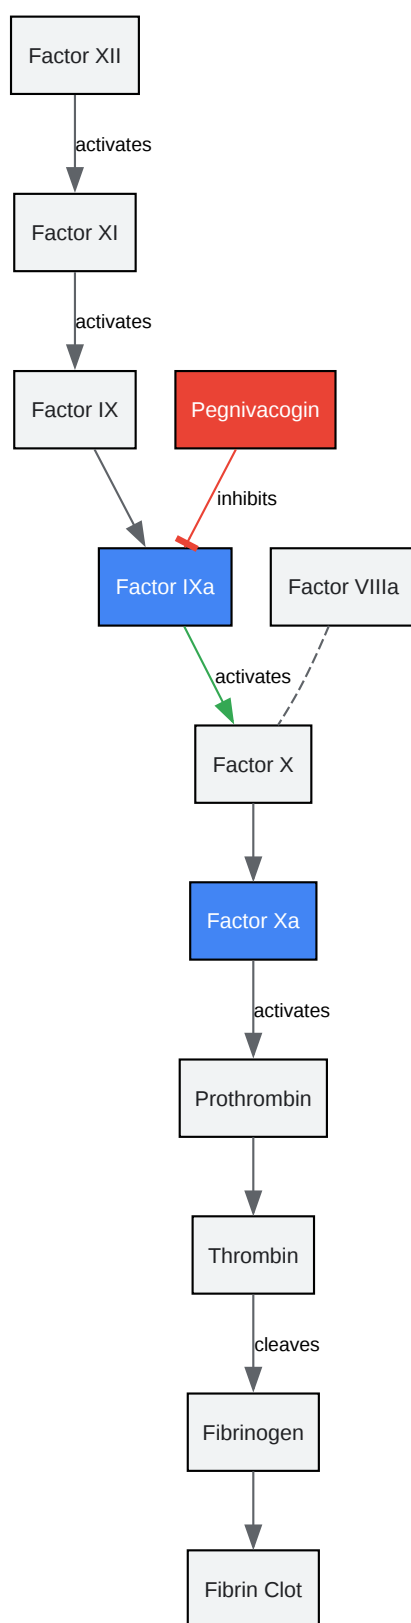 Factor XII
activates
Factor XI
activates
Factor IX
Pegnivacogin
inhibits
Factor IXa
Factor VIIIa
activates
Factor X
Factor Xa
activates
Prothrombin
Thrombin
cleaves
Fibrinogen
Fibrin Clot